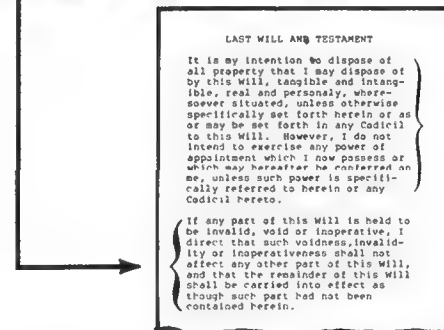 LAST WILL AND TESTAMENT
It is my intention to dispose of
all property that I may dispose of
by this Will, tangible and intang-
ible, real and personaly, where-
soever situated, unless otherwise
specifically set forth herein or as
or may be set forth in any Codicil
to this Will. However, I do not
intend to exercise any power of
appointment which I now possess or
which may hereafter be conferred on
me, unless such power is specifi-
cally referred to herein or any
Codicil hereto.
If any part of this Will is held to
be invalid, void or inoperative, I
direct that such voidness,invalid-
ity or inoperativeness shall not
affect any other part of this Will,
and that the remainder of this Will
shall be carried into effect as
though such part had not been
contained herein.